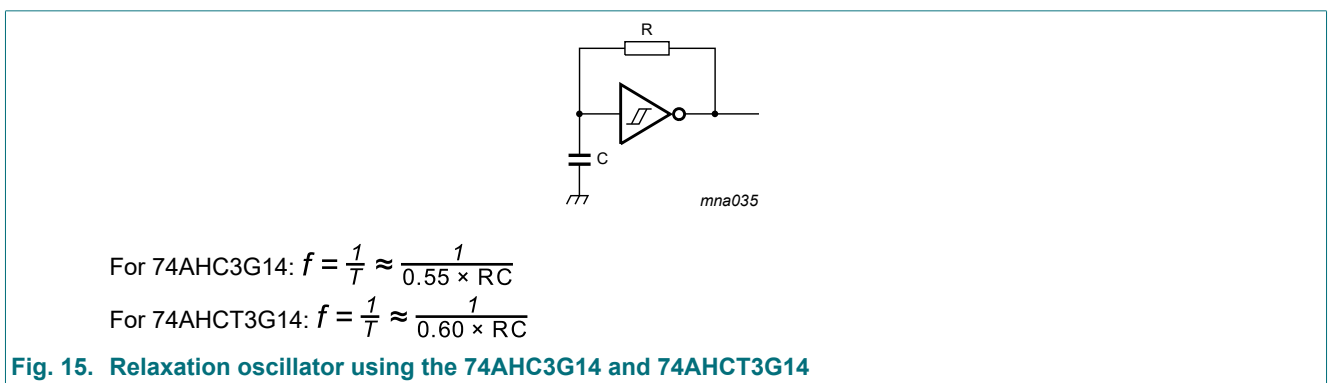 R
C
mna035
For 74AHC3G14: f = 1/T ≈ 1/(0.55 × RC)
For 74AHCT3G14: f = 1/T ≈ 1/(0.60 × RC)
Fig. 15. Relaxation oscillator using the 74AHC3G14 and 74AHCT3G14